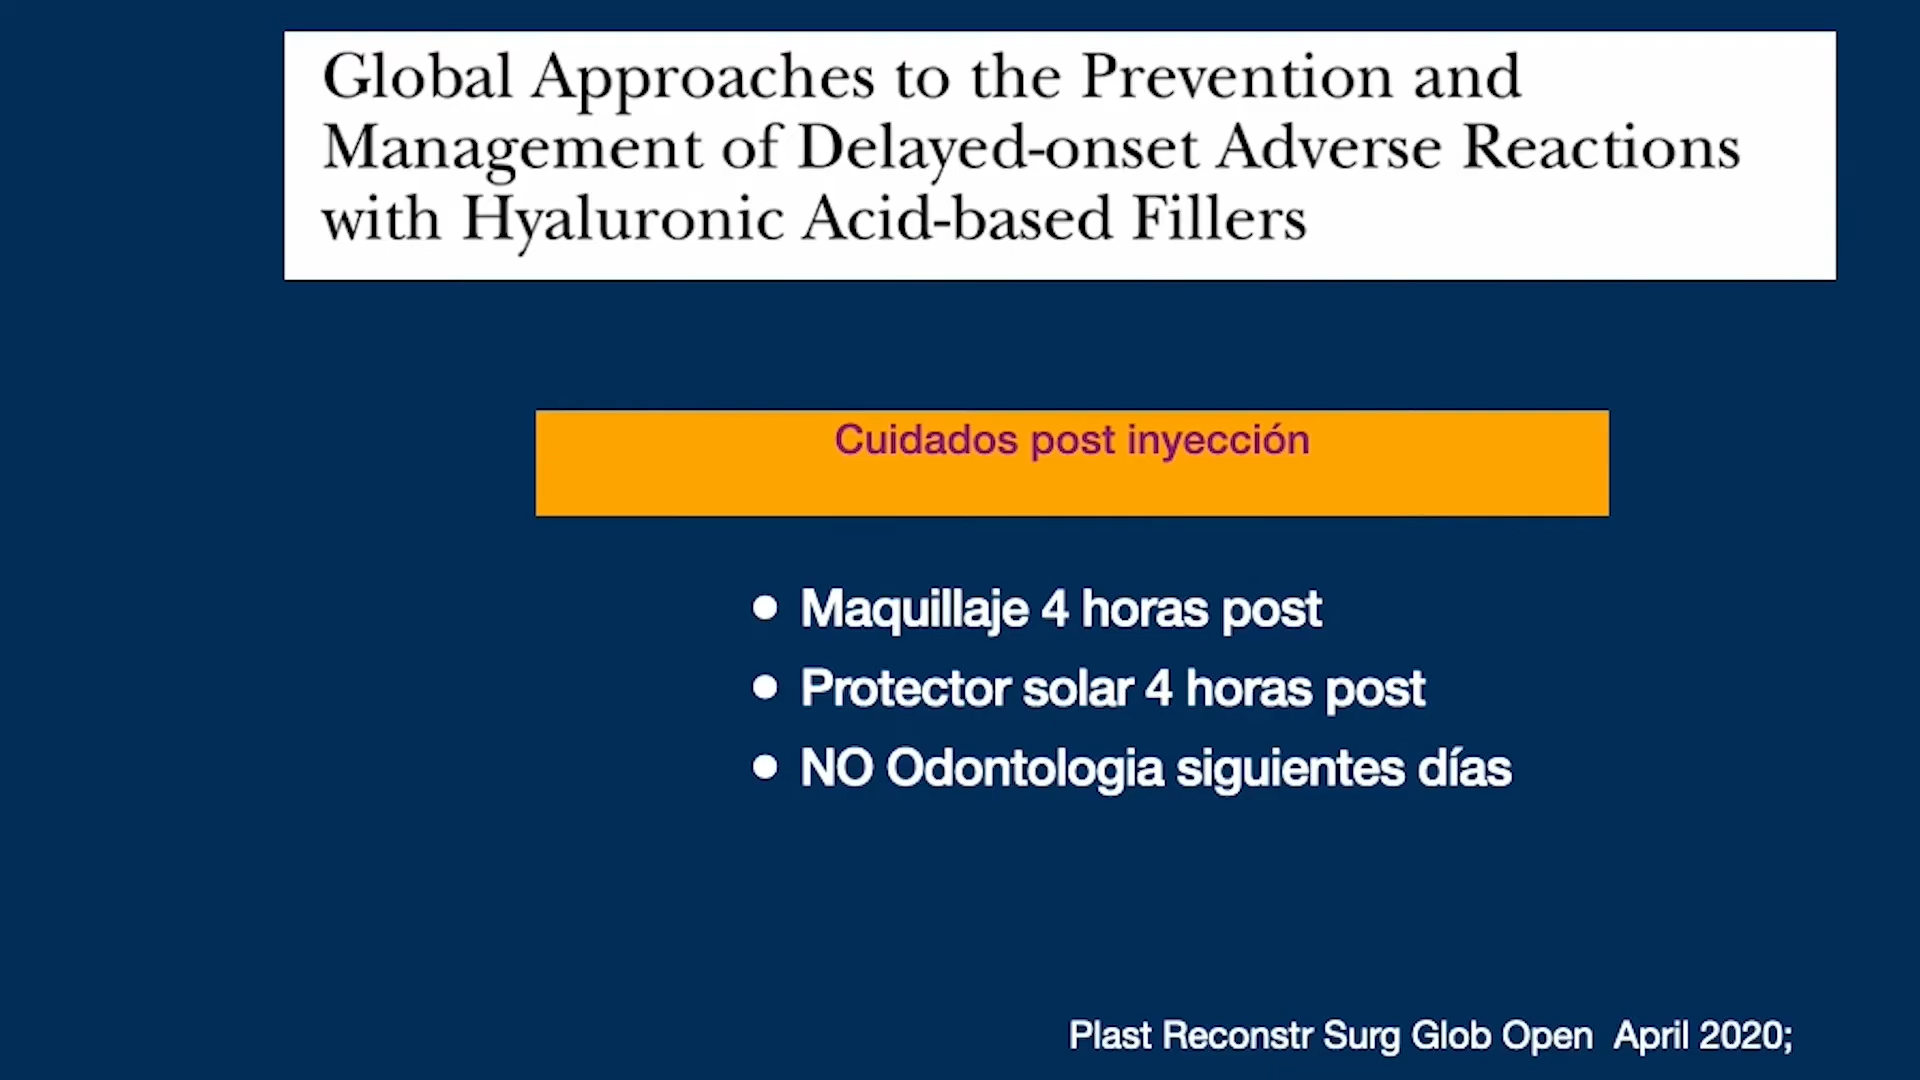 Global Approaches to the Prevention and
Management of Delayed-onset Adverse Reactions
with Hyaluronic Acid-based Fillers
Cuidados post inyección
● Maquillaje 4 horas post
● Protector solar 4 horas post
● NO Odontologia siguientes días
Plast Reconstr Surg Glob Open April 2020;